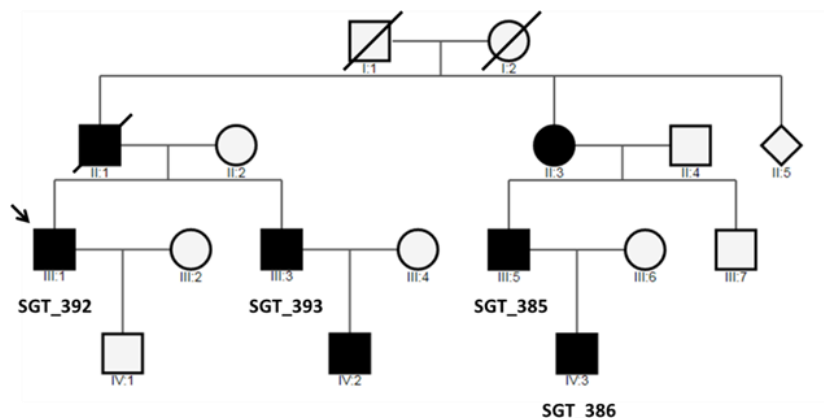 I:1 I:2
II:1 II:2 II:3 II:4 II:5
III:1 III:2 III:3 III:4 III:5 III:6 III:7
SGT_392 SGT_393 SGT_385
IV:1 IV:2 IV:3
SGT_386